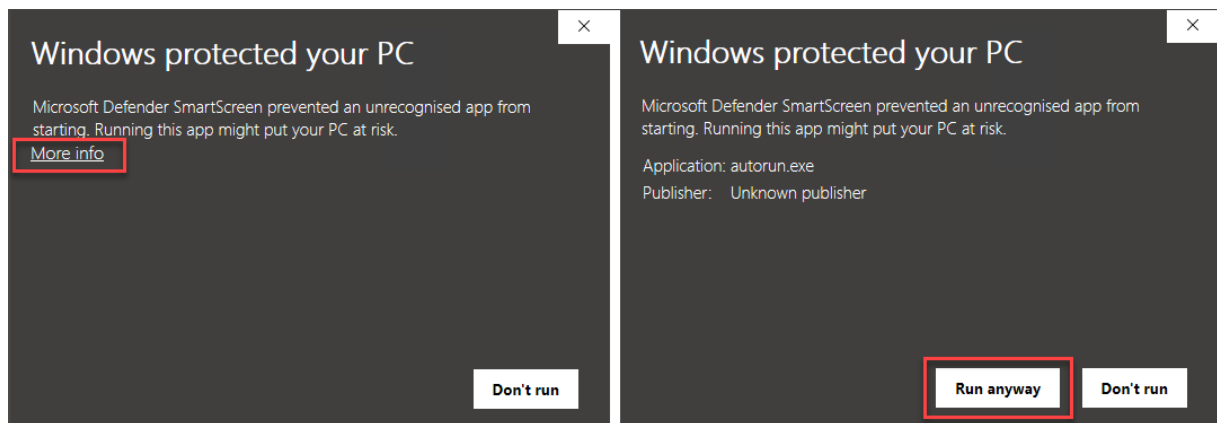 Windows protected your PC
Microsoft Defender SmartScreen prevented an unrecognised app from
starting. Running this app might put your PC at risk.
More info
Don't run
Windows protected your PC
Microsoft Defender SmartScreen prevented an unrecognised app from
starting. Running this app might put your PC at risk.
Application: autorun.exe
Publisher: Unknown publisher
Run anyway Don't run